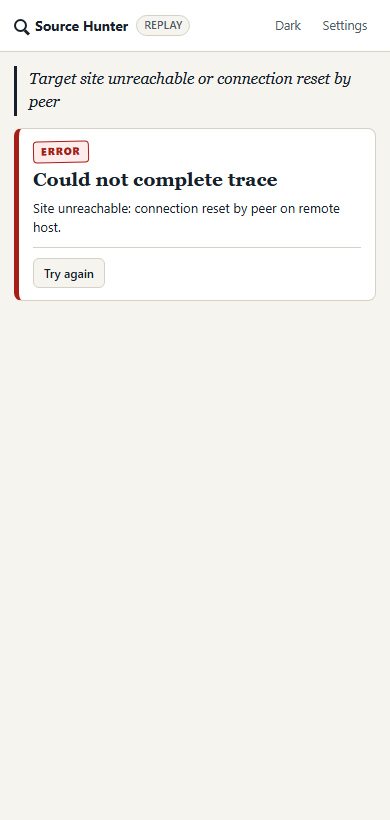 Source Hunter REPLAY Dark Settings
Target site unreachable or connection reset by
peer
ERROR
Could not complete trace
Site unreachable: connection reset by peer on remote
host.
Try again